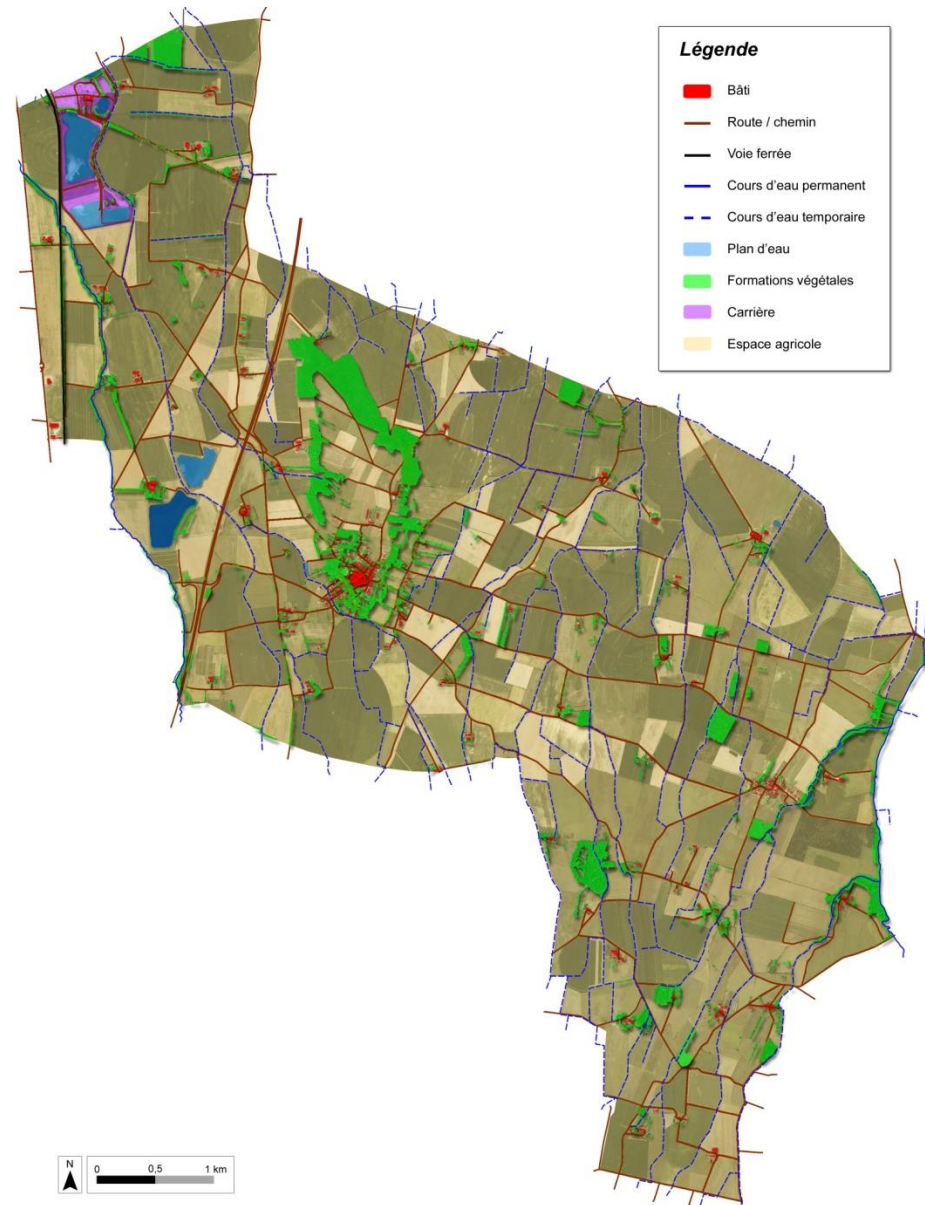 Légende
Bâti
Route / chemin
Voie ferrée
Cours d'eau permanent
Cours d'eau temporaire
Plan d'eau
Formations végétales
Carrière
Espace agricole
N
0 0,5 1 km